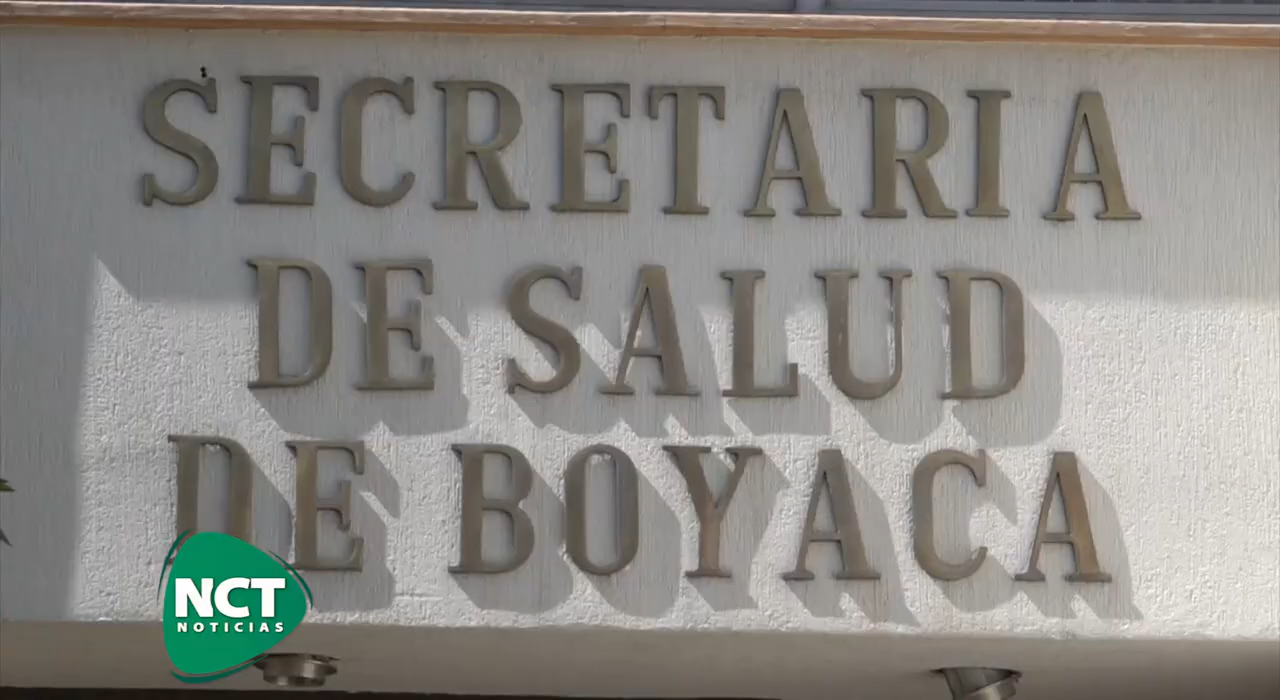 SECRETARIA
DE SALUD
DE BOYACA
NCT
NOTICIAS